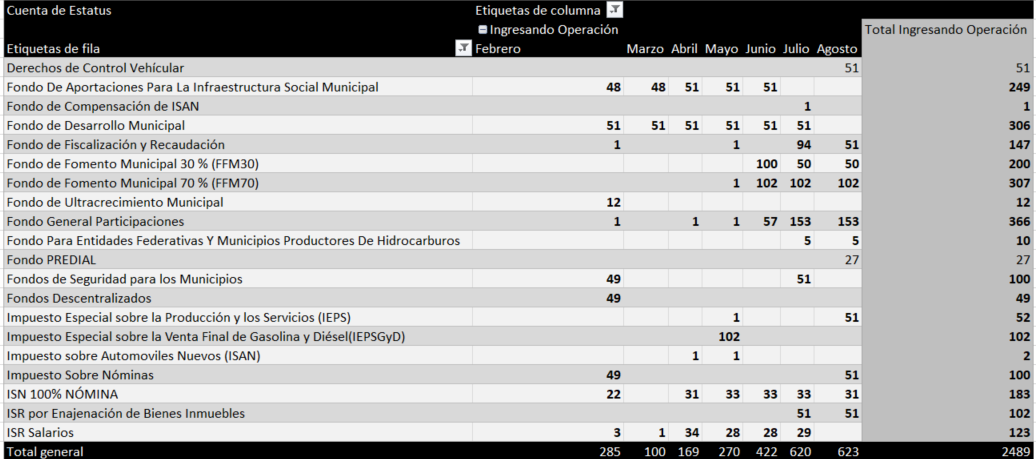 Cuenta de Estatus Etiquetas de columna
Ingresando Operación Total Ingresando Operación
Etiquetas de fila Febrero Marzo Abril Mayo Junio Julio Agosto
Derechos de Control Vehícular 51 51
Fondo De Aportaciones Para La Infraestructura Social Municipal 48 48 51 51 51 249
Fondo de Compensación de ISAN 1 1
Fondo de Desarrollo Municipal 51 51 51 51 51 51 306
Fondo de Fiscalización y Recaudación 1 1 94 51 147
Fondo de Fomento Municipal 30 % (FFM30) 100 50 50 200
Fondo de Fomento Municipal 70 % (FFM70) 1 102 102 102 307
Fondo de Ultracrecimiento Municipal 12 12
Fondo General Participaciones 1 1 1 57 153 153 366
Fondo Para Entidades Federativas Y Municipios Productores De Hidrocarburos 5 5 10
Fondo PREDIAL 27 27
Fondos de Seguridad para los Municipios 49 51 100
Fondos Descentralizados 49 49
Impuesto Especial sobre la Producción y los Servicios (IEPS) 1 51 52
Impuesto Especial sobre la Venta Final de Gasolina y Diésel(IEPSGyD) 102 102
Impuesto sobre Automoviles Nuevos (ISAN) 1 1 2
Impuesto Sobre Nóminas 49 51 100
ISN 100% NÓMINA 22 31 33 33 33 31 183
ISR por Enajenación de Bienes Inmuebles 51 51 102
ISR Salarios 3 1 34 28 28 29 123
Total general 285 100 169 270 422 620 623 2489